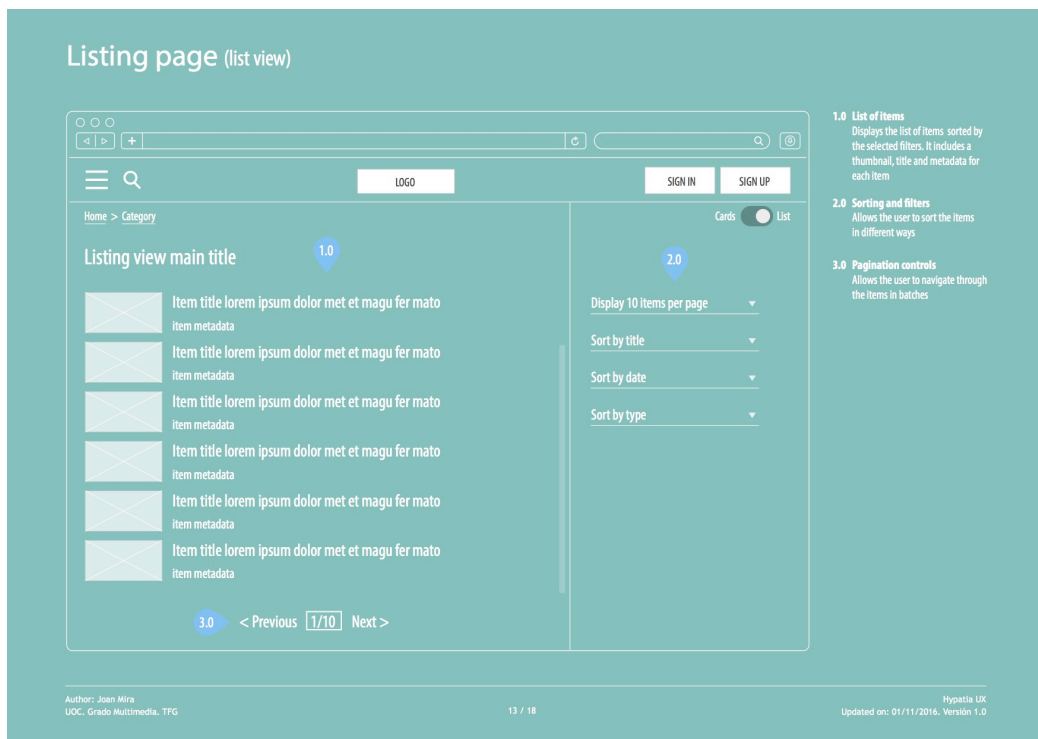 Listing page (list view)
LOGO
SIGN IN
SIGN UP
Home > Category
Cards
List
Listing view main title
1.0
Item title lorem ipsum dolor met et magu fer mato
item metadata
Item title lorem ipsum dolor met et magu fer mato
item metadata
Item title lorem ipsum dolor met et magu fer mato
item metadata
Item title lorem ipsum dolor met et magu fer mato
item metadata
Item title lorem ipsum dolor met et magu fer mato
item metadata
Item title lorem ipsum dolor met et magu fer mato
item metadata
3.0
< Previous 1/10 Next >
2.0
Display 10 items per page
Sort by title
Sort by date
Sort by type
1.0 List of items
Displays the list of items sorted by
the selected filters. It includes a
thumbnail, title and metadata for
each item
2.0 Sorting and filters
Allows the user to sort the items
in different ways
3.0 Pagination controls
Allows the user to navigate through
the items in batches
Author: Joan Mira
UOC. Grado Multimedia. TFG
13 / 18
Hypatia UX
Updated on: 01/11/2016. Versión 1.0